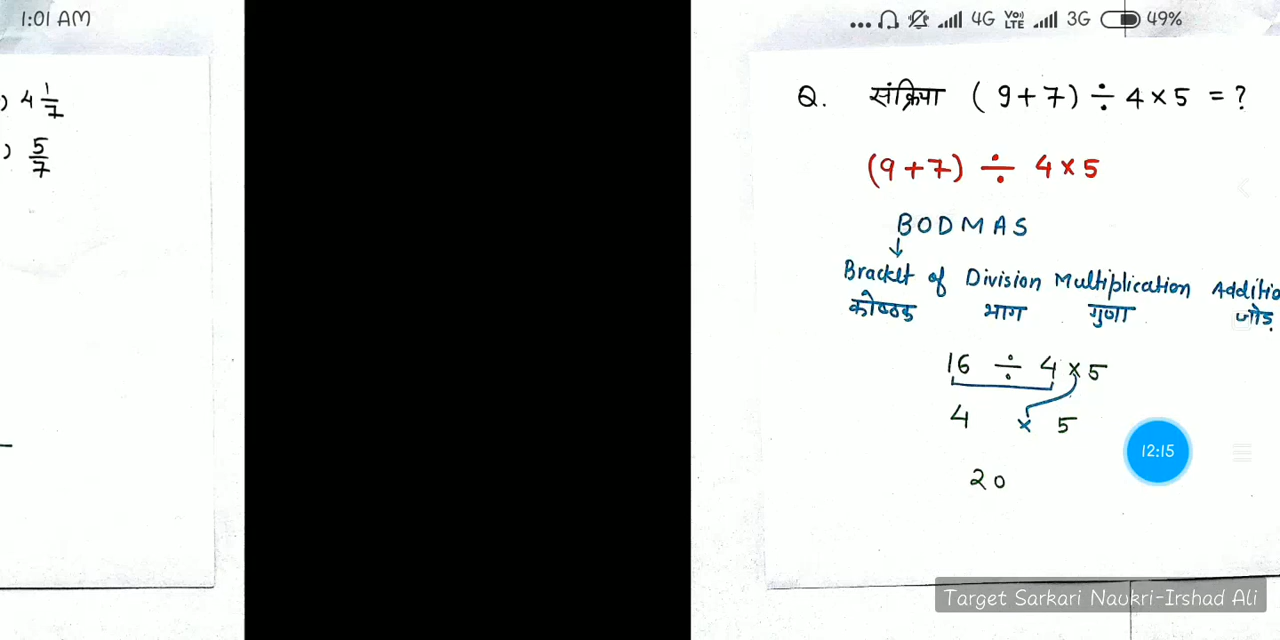 1:01 AM
... 4G VoLTE 3G 49%
) 4 1/7
) 5/7
Q. संक्रिया (9+7) ÷ 4×5 = ?
(9+7) ÷ 4×5
BODMAS
Bracket of Division Multiplication Additio
कोष्ठक भाग गुणा जोड़
16 ÷ 4×5
4 × 5
12:15
20
Target Sarkari Naukri-Irshad Ali